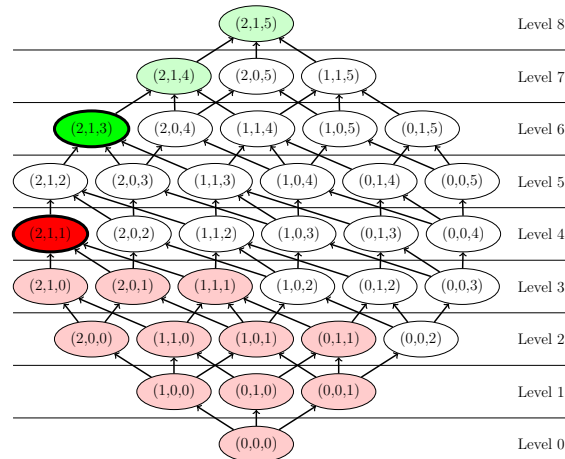 (2,1,5) Level 8
(2,1,4) (2,0,5) (1,1,5) Level 7
(2,1,3) (2,0,4) (1,1,4) (1,0,5) (0,1,5) Level 6
(2,1,2) (2,0,3) (1,1,3) (1,0,4) (0,1,4) (0,0,5) Level 5
(2,1,1) (2,0,2) (1,1,2) (1,0,3) (0,1,3) (0,0,4) Level 4
(2,1,0) (2,0,1) (1,1,1) (1,0,2) (0,1,2) (0,0,3) Level 3
(2,0,0) (1,1,0) (1,0,1) (0,1,1) (0,0,2) Level 2
(1,0,0) (0,1,0) (0,0,1) Level 1
(0,0,0) Level 0